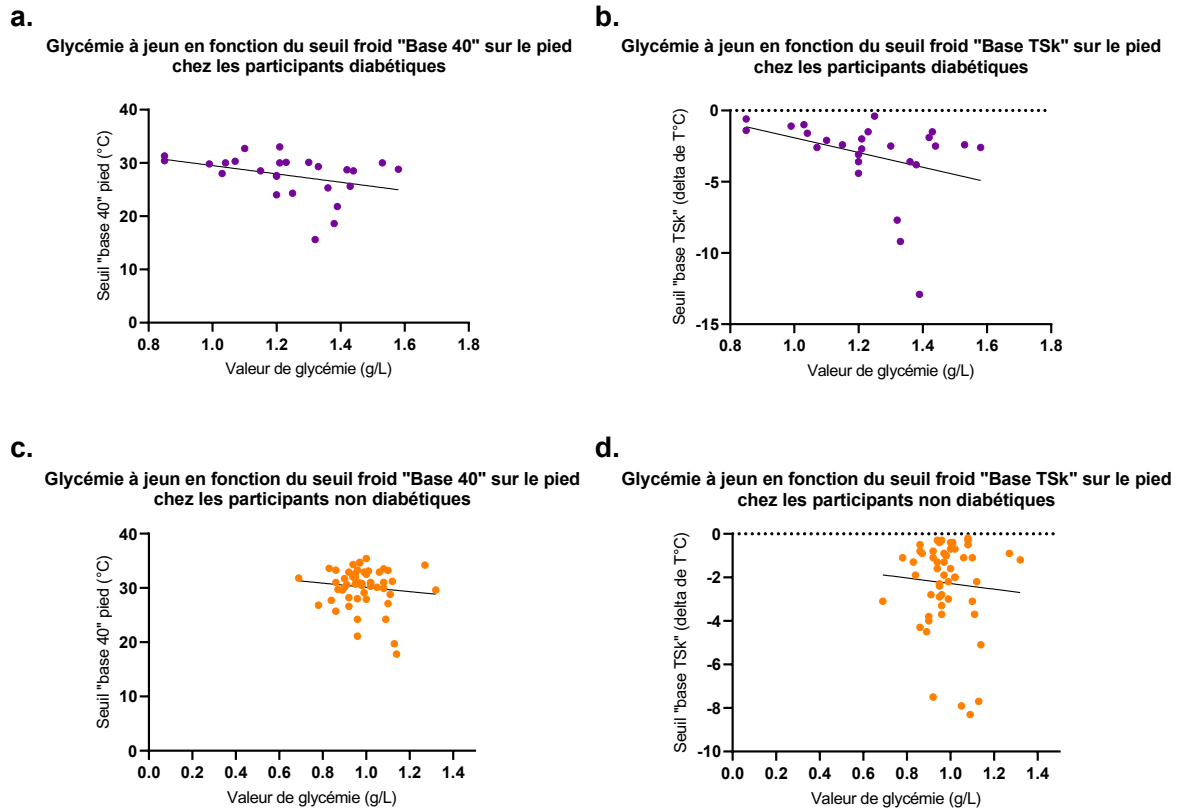 a.
Glycémie à jeun en fonction du seuil froid "Base 40" sur le pied
chez les participants diabétiques
Seuil "base 40" pied (°C)
40
30
20
10
0
0.8 1.0 1.2 1.4 1.6 1.8
Valeur de glycémie (g/L)
b.
Glycémie à jeun en fonction du seuil froid "Base TSk" sur le pied
chez les participants diabétiques
Seuil "base TSk" (delta de T°C)
0
-5
-10
-15
0.8 1.0 1.2 1.4 1.6 1.8
Valeur de glycémie (g/L)
c.
Glycémie à jeun en fonction du seuil froid "Base 40" sur le pied
chez les participants non diabétiques
Seuil "base 40" pied (°C)
40
30
20
10
0
0.0 0.2 0.4 0.6 0.8 1.0 1.2 1.4
Valeur de glycémie (g/L)
d.
Glycémie à jeun en fonction du seuil froid "Base TSk" sur le pied
chez les participants non diabétiques
Seuil "base TSk" (delta de T°C)
0
-2
-4
-6
-8
-10
0.0 0.2 0.4 0.6 0.8 1.0 1.2 1.4
Valeur de glycémie (g/L)